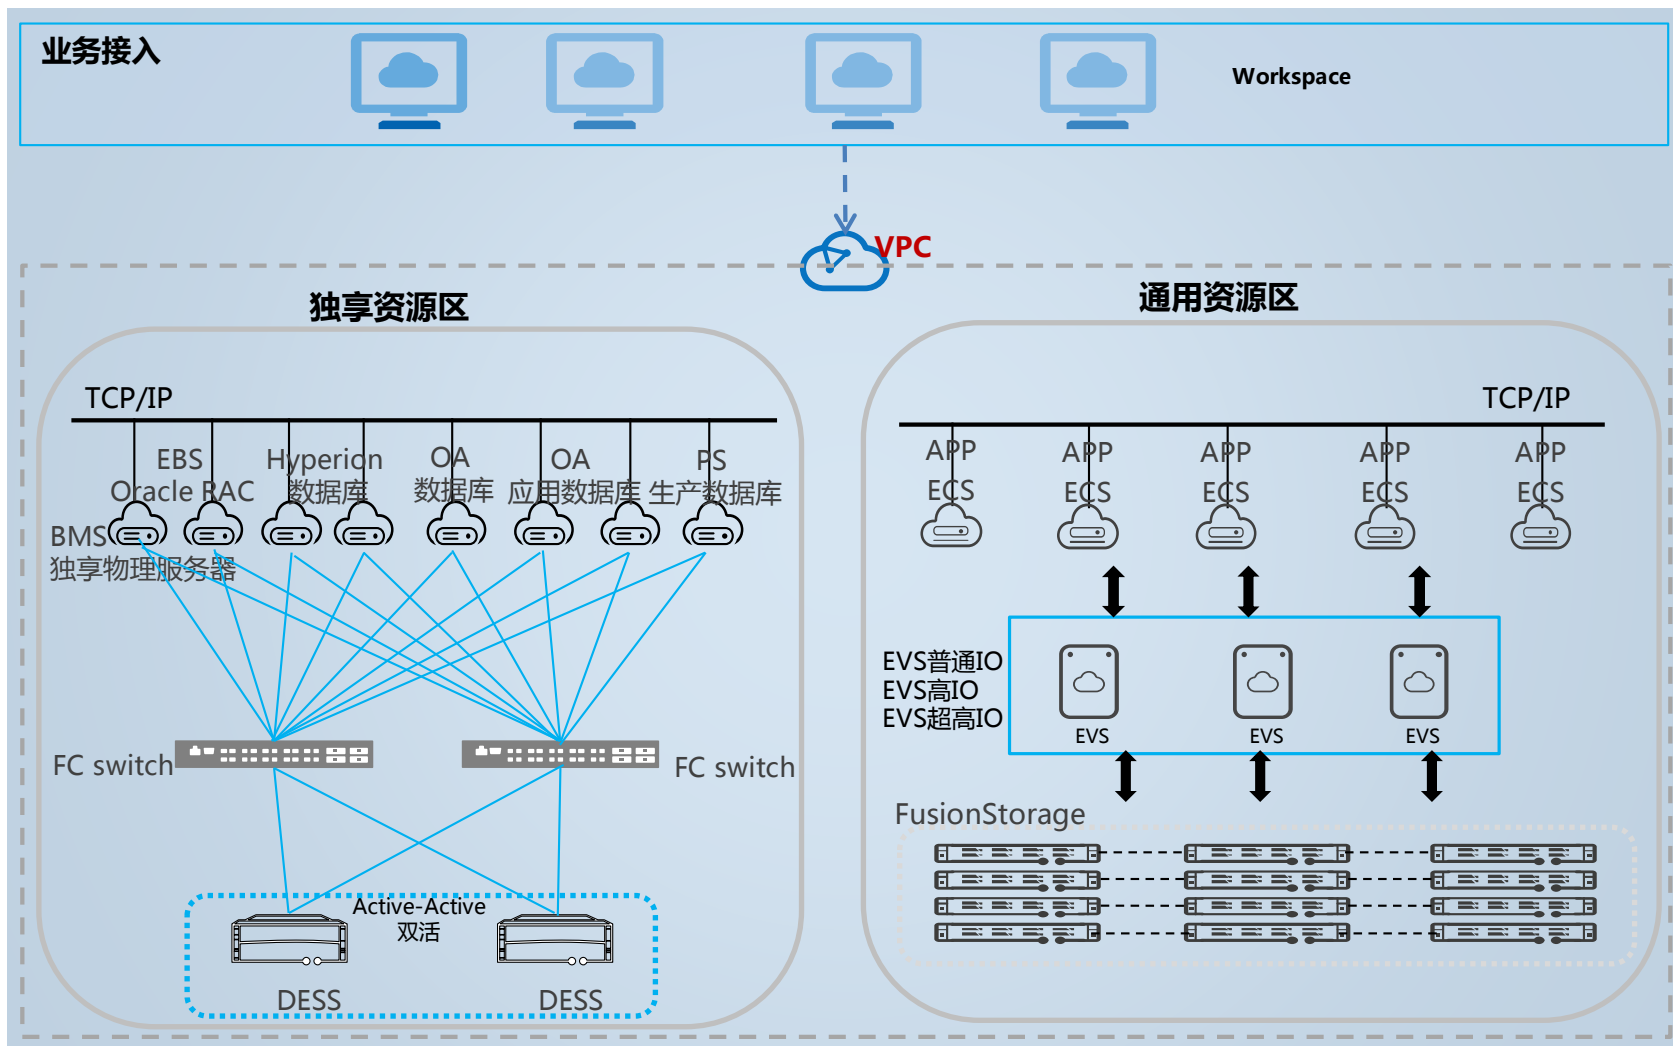 业务接入
Workspace
VPC
独享资源区
TCP/IP
EBS
Oracle RAC
Hyperion
数据库
OA
数据库
OA
应用数据库
PS
生产数据库
BMS
独享物理服务器
FC switch
FC switch
Active-Active
双活
DESS
DESS
通用资源区
TCP/IP
APP
ECS
APP
ECS
APP
ECS
APP
ECS
APP
ECS
EVS普通IO
EVS高IO
EVS超高IO
EVS
EVS
EVS
FusionStorage